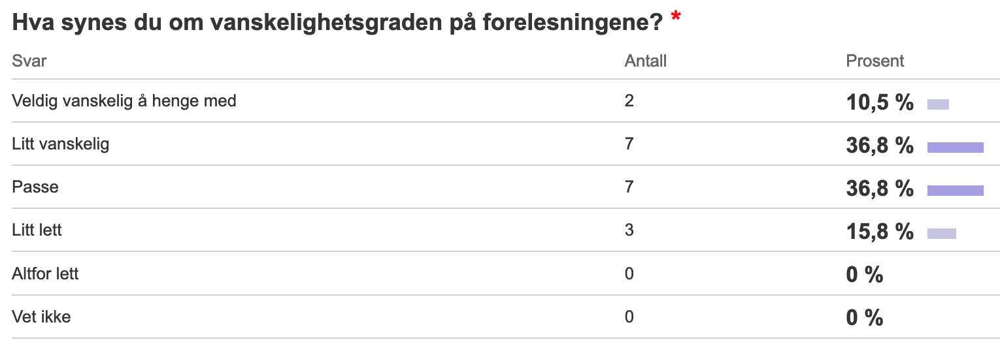 Hva synes du om vanskelighetsgraden på forelesningene? *
Svar Antall Prosent
Veldig vanskelig å henge med 2 10,5 %
Litt vanskelig 7 36,8 %
Passe 7 36,8 %
Litt lett 3 15,8 %
Altfor lett 0 0 %
Vet ikke 0 0 %